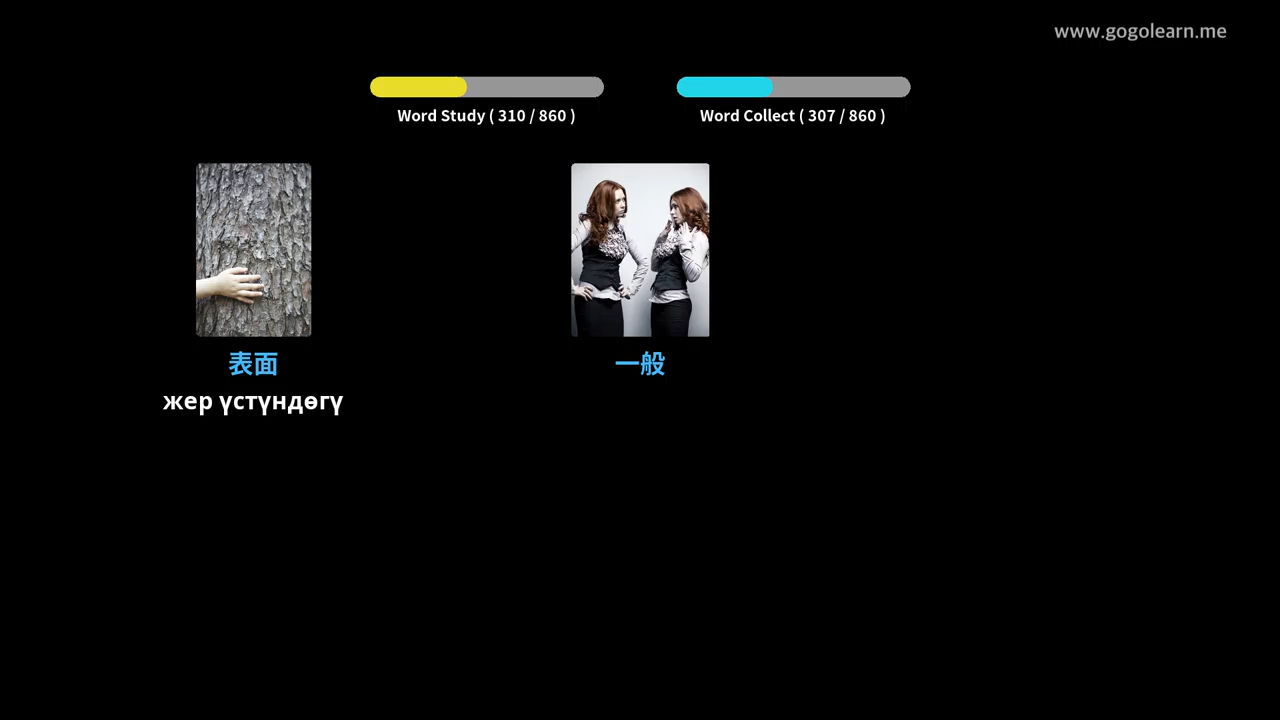 www.gogolearn.me
Word Study ( 310 / 860 )
Word Collect ( 307 / 860 )
表面
一般
жер үстүндөгү